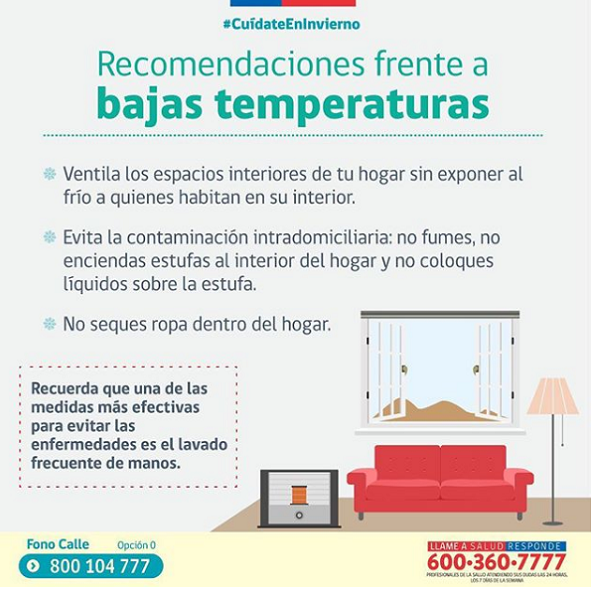 #CuídateEnInvierno
Recomendaciones frente a
bajas temperaturas
Ventila los espacios interiores de tu hogar sin exponer al
frío a quienes habitan en su interior.
Evita la contaminación intradomiciliaria: no fumes, no
enciendas estufas al interior del hogar y no coloques
líquidos sobre la estufa.
No seques ropa dentro del hogar.
Recuerda que una de las
medidas más efectivas
para evitar las
enfermedades es el lavado
frecuente de manos.
Fono Calle Opción 0
800 104 777
LLAME A SALUD RESPONDE
600·360·7777
PROFESIONALES DE LA SALUD ATENDIENDO SUS DUDAS LAS 24 HORAS,
LOS 7 DÍAS DE LA SEMANA